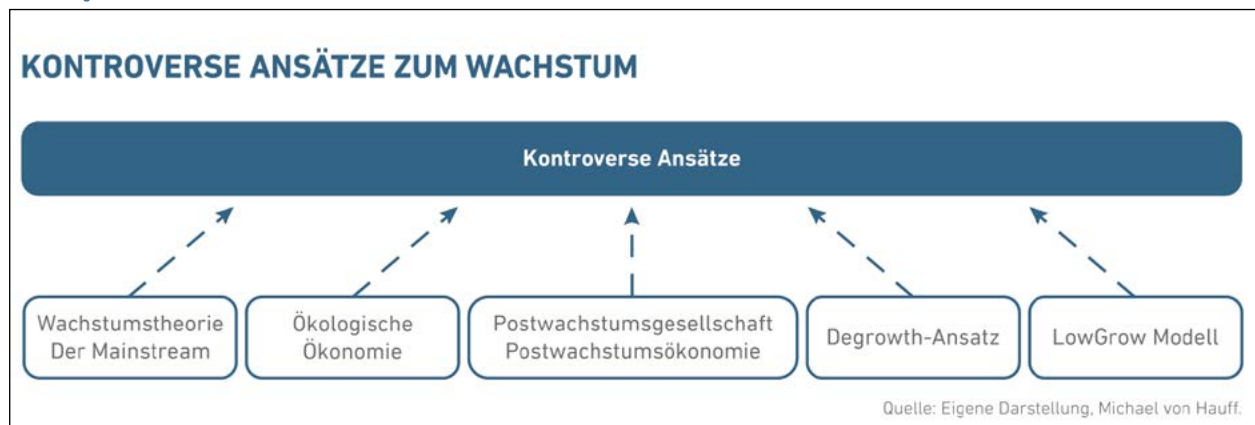 KONTROVERSE ANSÄTZE ZUM WACHSTUM
Kontroverse Ansätze
Wachstumstheorie
Der Mainstream
Ökologische
Ökonomie
Postwachstumsgesellschaft
Postwachstumsökonomie
Degrowth-Ansatz
LowGrow Modell
Quelle: Eigene Darstellung, Michael von Hauff.